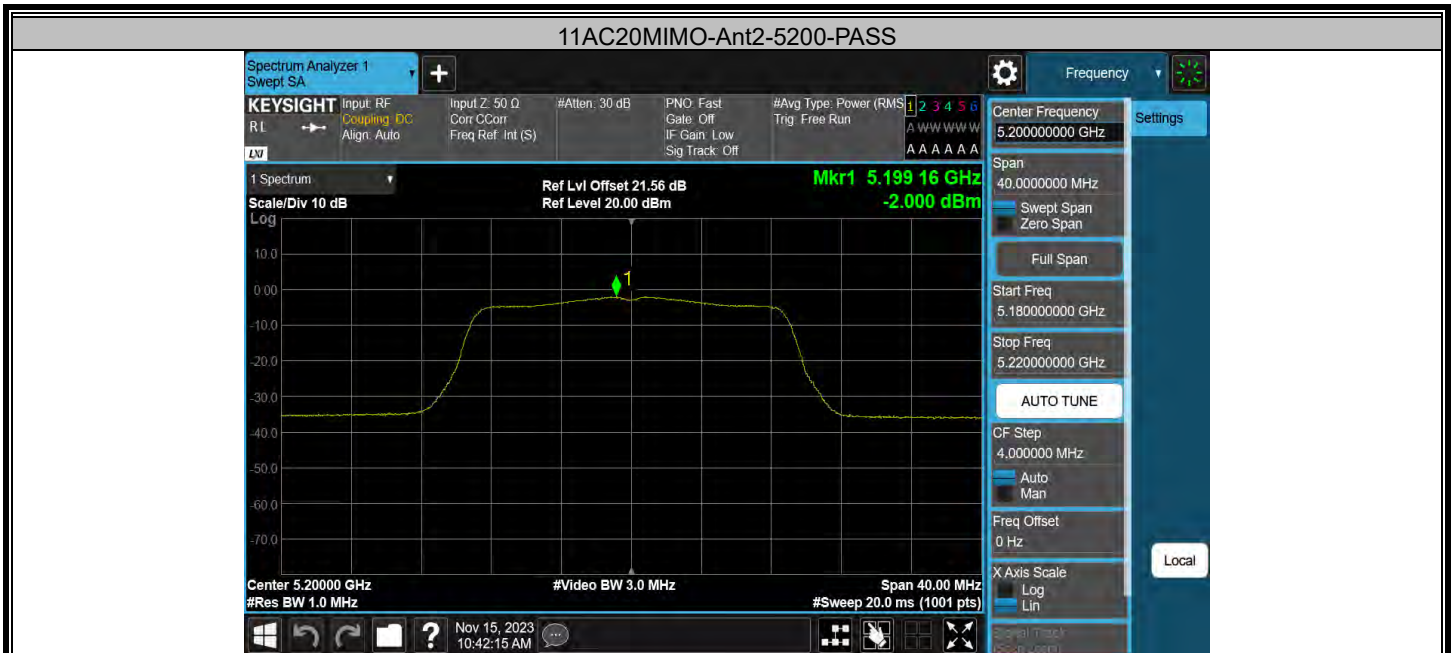 11AC20MIMO-Ant2-5200-PASS
Spectrum Analyzer 1
Swept SA
Frequency
KEYSIGHT
RL
LXI
Input: RF
Coupling: DC
Align: Auto
Input Z: 50 Ω
Corr CCorr
Freq Ref: Int (S)
#Atten: 30 dB
PNO: Fast
Gate: Off
IF Gain: Low
Sig Track: Off
#Avg Type: Power (RMS
Trig: Free Run
1 2 3 4 5 6
A W W W W W
A A A A A A
1 Spectrum
Scale/Div 10 dB
Log
Ref Lvl Offset 21.56 dB
Ref Level 20.00 dBm
Mkr1 5.199 16 GHz
-2.000 dBm
10.0
0.00
-10.0
-20.0
-30.0
-40.0
-50.0
-60.0
-70.0
1
Center 5.20000 GHz
#Res BW 1.0 MHz
#Video BW 3.0 MHz
Span 40.00 MHz
#Sweep 20.0 ms (1001 pts)
Center Frequency
5.200000000 GHz
Settings
Span
40.0000000 MHz
Swept Span
Zero Span
Full Span
Start Freq
5.180000000 GHz
Stop Freq
5.220000000 GHz
AUTO TUNE
CF Step
4.000000 MHz
Auto
Man
Freq Offset
0 Hz
X Axis Scale
Log
Lin
Local
Signal Track
?
Nov 15, 2023
10:42:15 AM